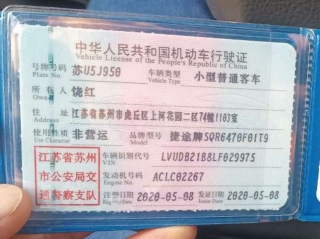 中华人民共和国机动车行驶证
Vehicle License of the People's Republic of China
号牌号码 苏U5J950 车辆类型 小型普通客车
Plate No. Vehicle Type
所有人 饶红
Owner
住址 江苏省苏州市虎丘区上河花园二区74幢1103室
Address
使用性质 非营运 品牌型号 捷途牌SQR6470F01T9
Use Character Model
江苏省苏州市公安局交通警察支队
车辆识别代号 LVUDB21B8LF029975
VIN
发动机号码 ACLC02267
Engine No.
注册日期 2020-05-08 发证日期 2020-05-08
Register Date Issue Date